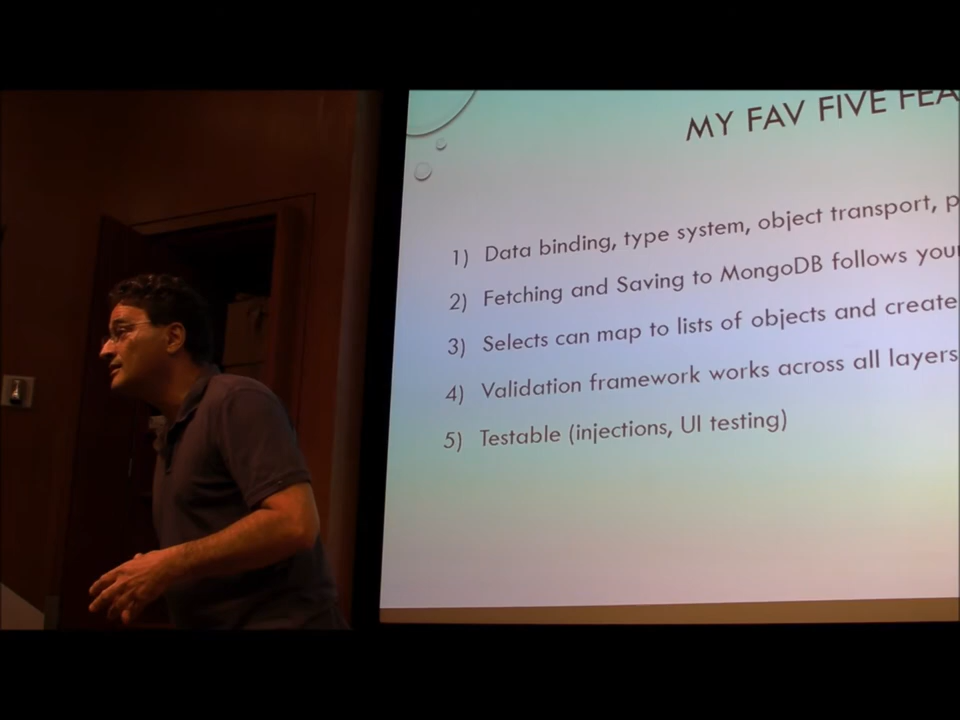 MY FAV FIVE
1) Data binding, type system, object transport,
2) Fetching and Saving to MongoDB follows
3) Selects can map to lists of objects and create
4) Validation framework works across all layers
5) Testable (injections, UI testing)